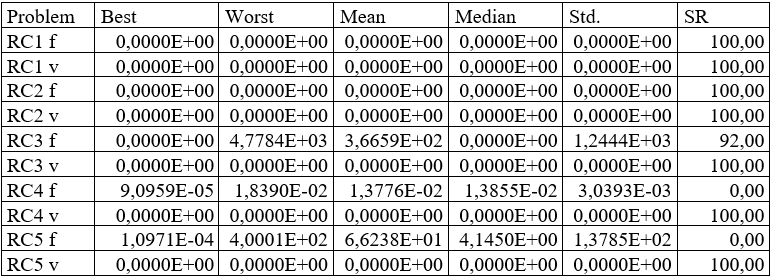 Problem Best Worst Mean Median Std. SR
RC1 f 0,0000E+00 0,0000E+00 0,0000E+00 0,0000E+00 0,0000E+00 100,00
RC1 v 0,0000E+00 0,0000E+00 0,0000E+00 0,0000E+00 0,0000E+00 100,00
RC2 f 0,0000E+00 0,0000E+00 0,0000E+00 0,0000E+00 0,0000E+00 100,00
RC2 v 0,0000E+00 0,0000E+00 0,0000E+00 0,0000E+00 0,0000E+00 100,00
RC3 f 0,0000E+00 4,7784E+03 3,6659E+02 0,0000E+00 1,2444E+03 92,00
RC3 v 0,0000E+00 0,0000E+00 0,0000E+00 0,0000E+00 0,0000E+00 100,00
RC4 f 9,0959E-05 1,8390E-02 1,3776E-02 1,3855E-02 3,0393E-03 0,00
RC4 v 0,0000E+00 0,0000E+00 0,0000E+00 0,0000E+00 0,0000E+00 100,00
RC5 f 1,0971E-04 4,0001E+02 6,6238E+01 4,1450E+00 1,3785E+02 0,00
RC5 v 0,0000E+00 0,0000E+00 0,0000E+00 0,0000E+00 0,0000E+00 100,00